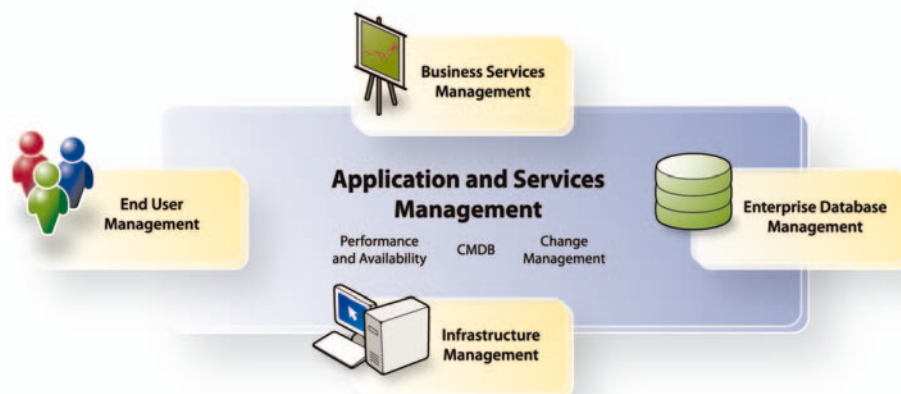 Business Services
Management
Application and Services
Management
End User
Management
Enterprise Database
Management
Performance
and Availability
CMDB
Change
Management
Infrastructure
Management